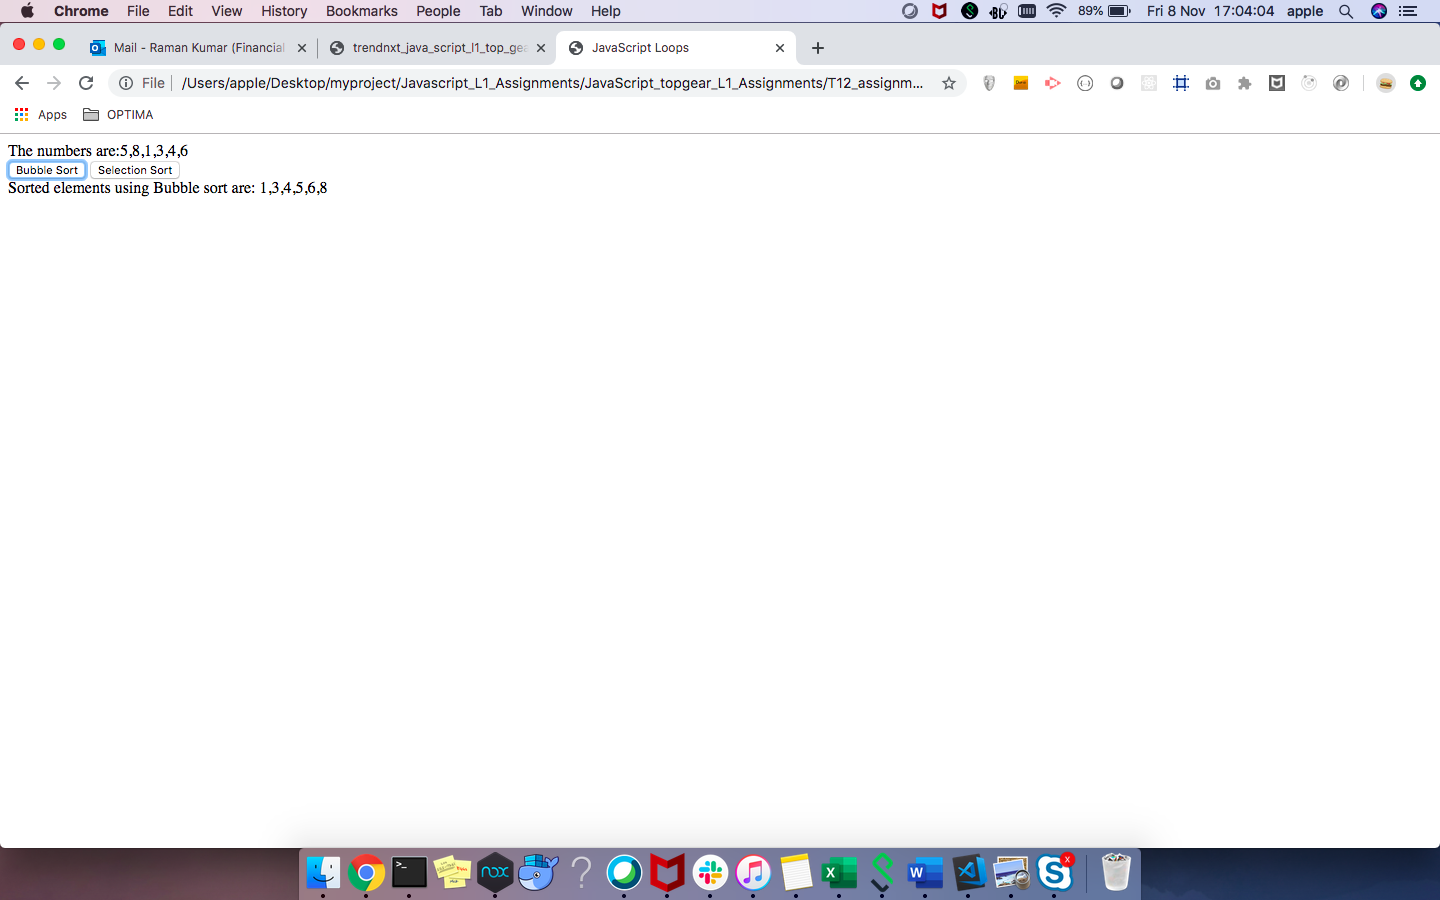 Chrome File Edit View History Bookmarks People Tab Window Help 89% Fri 8 Nov 17:04:04 apple
Mail - Raman Kumar (Financial trendnxt_java_script_l1_top_gea JavaScript Loops
File /Users/apple/Desktop/myproject/Javascript_L1_Assignments/JavaScript_topgear_L1_Assignments/T12_assignm...
Apps OPTIMA
The numbers are:5,8,1,3,4,6
Bubble Sort Selection Sort
Sorted elements using Bubble sort are: 1,3,4,5,6,8